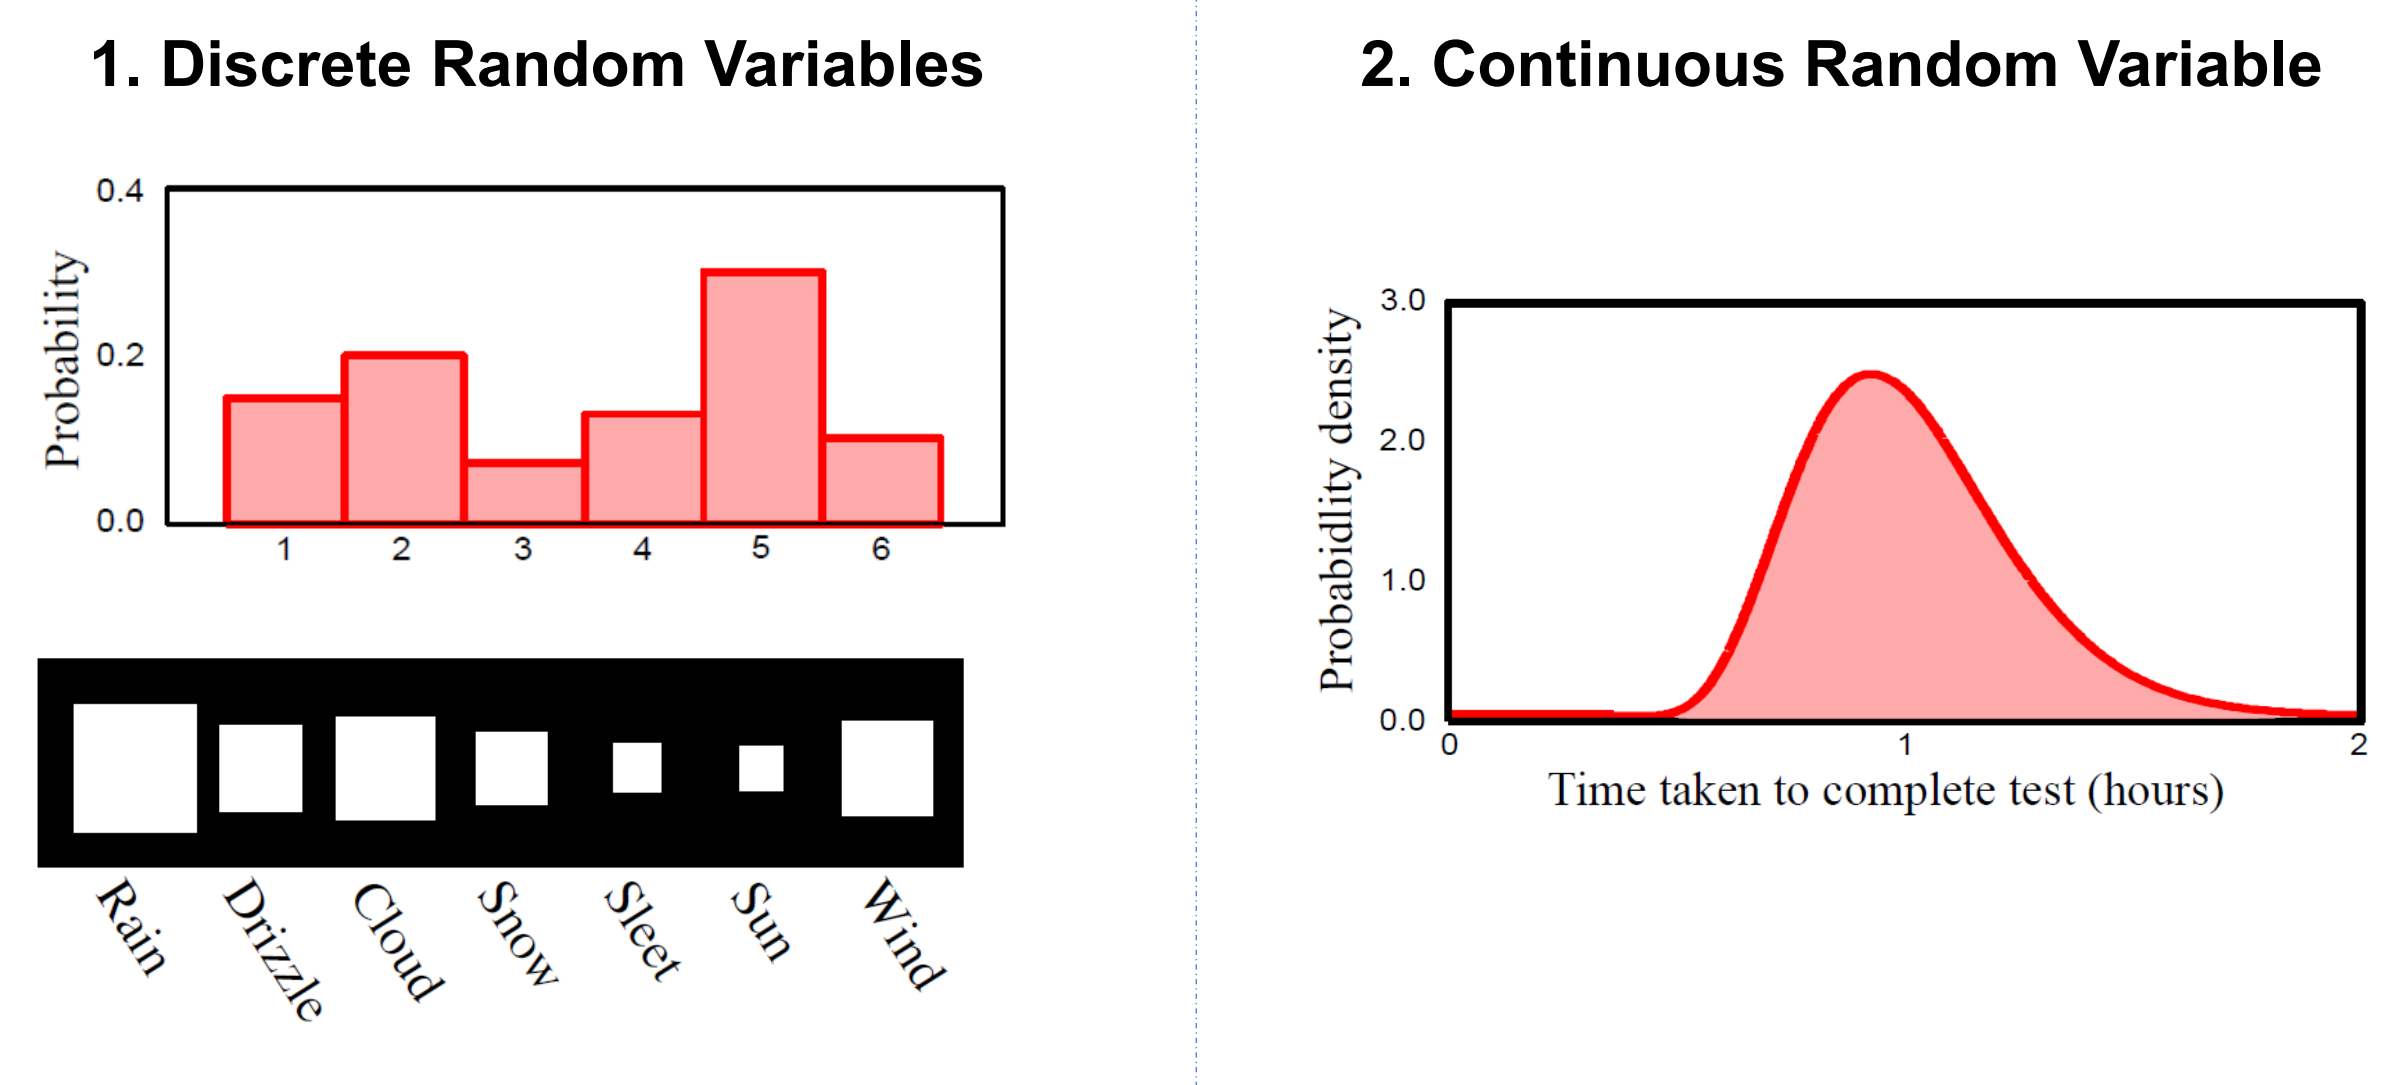 1. Discrete Random Variables
0.4
0.2
0.0
Probability
1 2 3 4 5 6
Rain Drizzle Cloud Snow Sleet Sun Wind
2. Continuous Random Variable
3.0
2.0
1.0
0.0
Probabidlity density
0 1 2
Time taken to complete test (hours)